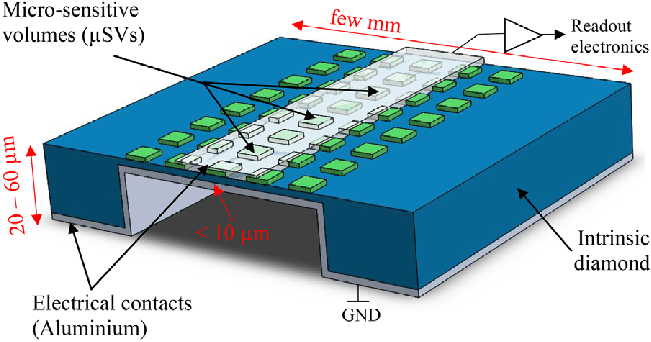 Micro-sensitive
volumes (µSVs)
few mm
Readout
electronics
20 – 60 µm
< 10 µm
Intrinsic
diamond
Electrical contacts
(Aluminium)
GND